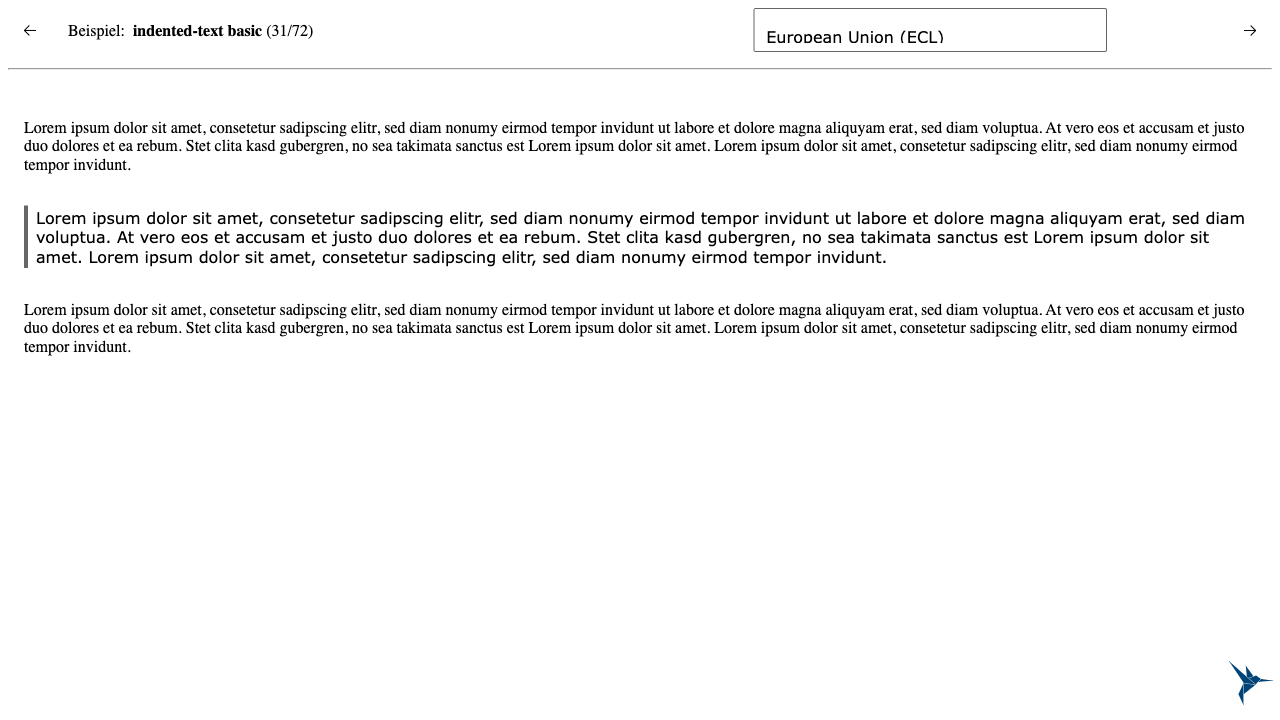 Beispiel: indented-text basic (31/72)
European Union (ECL)
Lorem ipsum dolor sit amet, consetetur sadipscing elitr, sed diam nonumy eirmod tempor invidunt ut labore et dolore magna aliquyam erat, sed diam voluptua. At vero eos et accusam et justo
duo dolores et ea rebum. Stet clita kasd gubergren, no sea takimata sanctus est Lorem ipsum dolor sit amet. Lorem ipsum dolor sit amet, consetetur sadipscing elitr, sed diam nonumy eirmod
tempor invidunt.
Lorem ipsum dolor sit amet, consetetur sadipscing elitr, sed diam nonumy eirmod tempor invidunt ut labore et dolore magna aliquyam erat, sed diam
voluptua. At vero eos et accusam et justo duo dolores et ea rebum. Stet clita kasd gubergren, no sea takimata sanctus est Lorem ipsum dolor sit
amet. Lorem ipsum dolor sit amet, consetetur sadipscing elitr, sed diam nonumy eirmod tempor invidunt.
Lorem ipsum dolor sit amet, consetetur sadipscing elitr, sed diam nonumy eirmod tempor invidunt ut labore et dolore magna aliquyam erat, sed diam voluptua. At vero eos et accusam et justo
duo dolores et ea rebum. Stet clita kasd gubergren, no sea takimata sanctus est Lorem ipsum dolor sit amet. Lorem ipsum dolor sit amet, consetetur sadipscing elitr, sed diam nonumy eirmod
tempor invidunt.